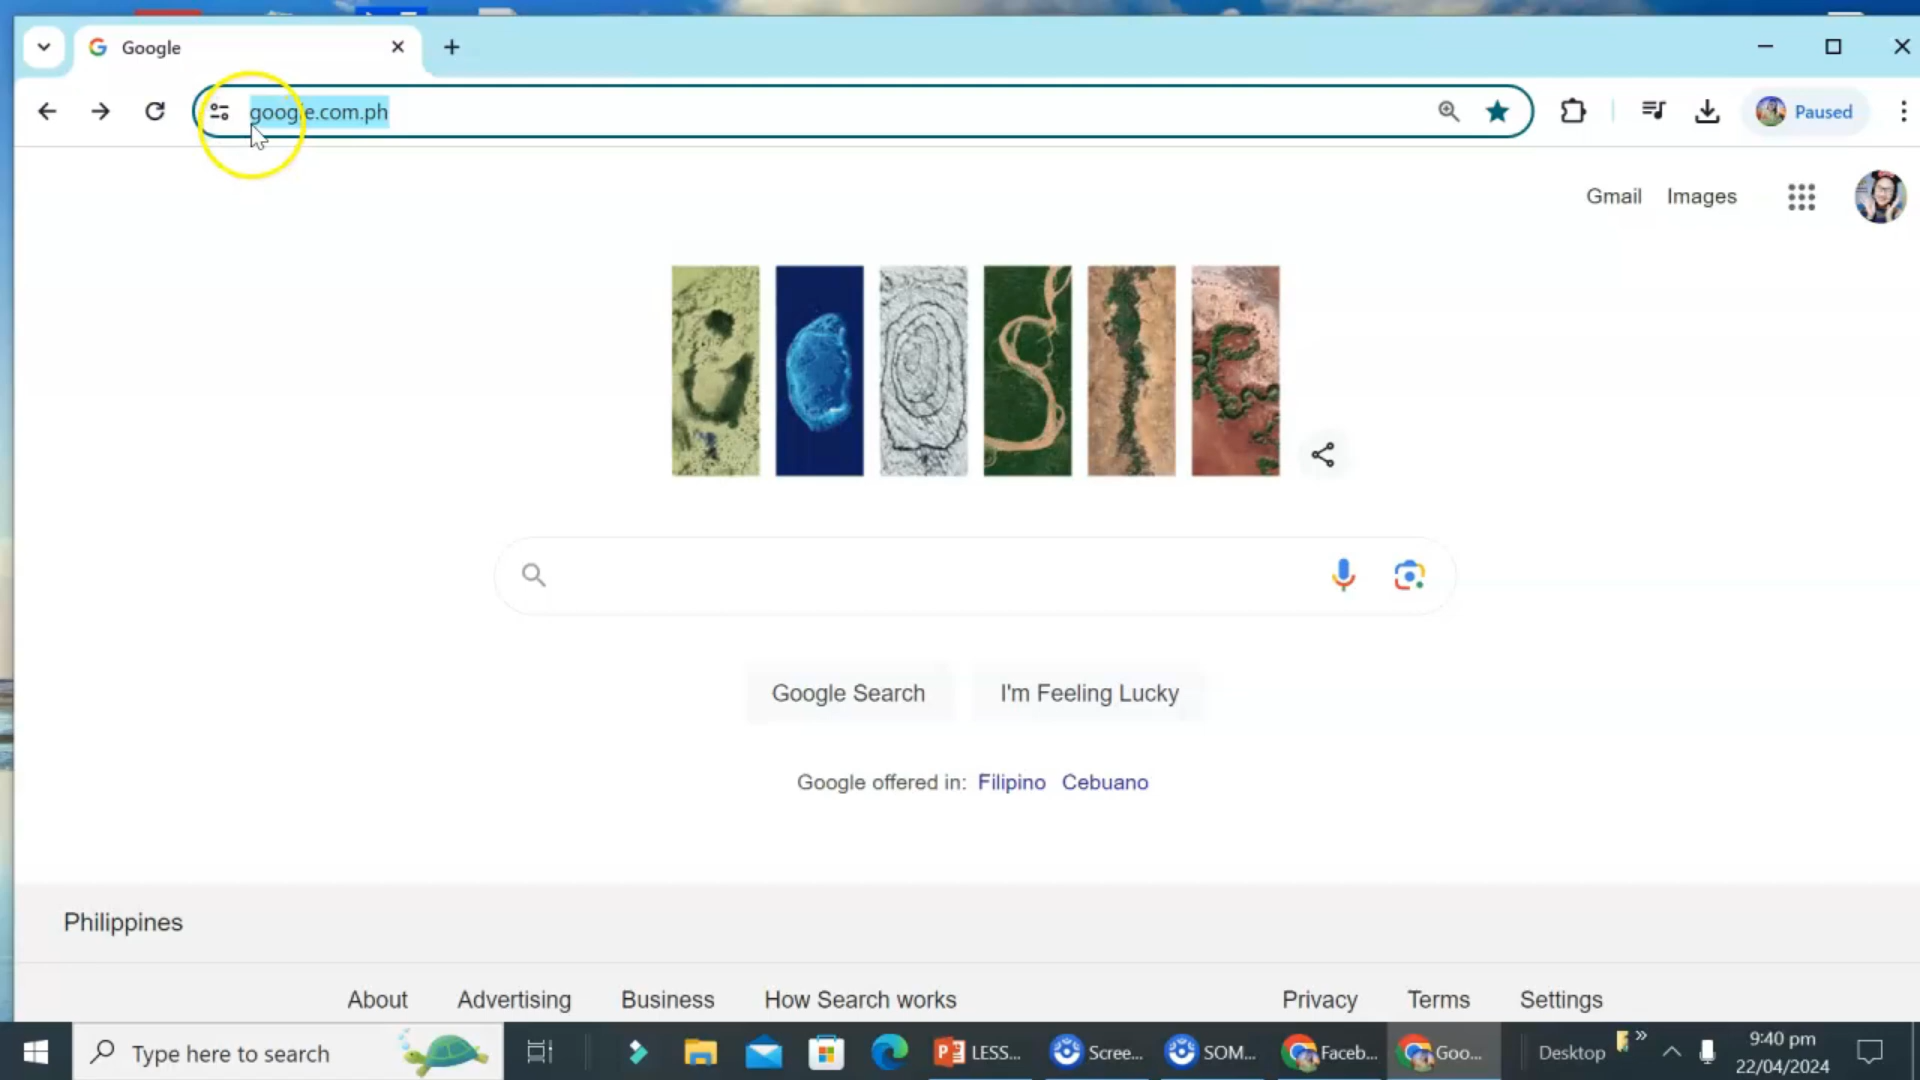 Google
google.com.ph
Paused
Gmail Images
Google Search I'm Feeling Lucky
Google offered in: Filipino Cebuano
Philippines
About Advertising Business How Search works Privacy Terms Settings
Type here to search LESS... Scree... SOM... Faceb... Goo... Desktop 9:40 pm
22/04/2024